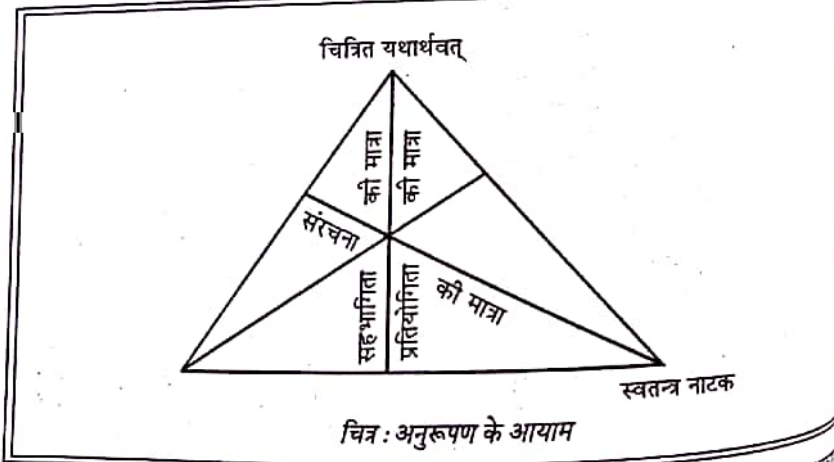 चित्रित यथार्थवत्
सहभागिता की मात्रा
प्रतियोगिता की मात्रा
संरचना की मात्रा
स्वतन्त्र नाटक
चित्र : अनुरूपण के आयाम